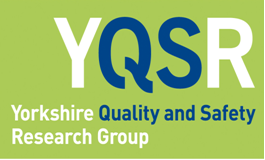 YQSR
Yorkshire Quality and Safety
Research Group